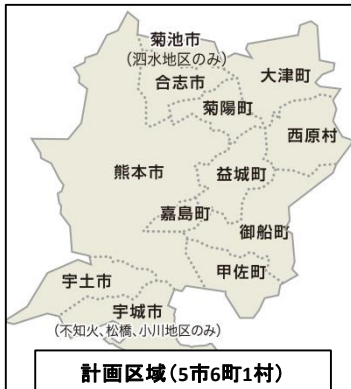 菊池市
(泗水地区のみ)
合志市
大津町
菊陽町
西原村
熊本市
益城町
嘉島町
御船町
甲佐町
宇土市
宇城市
(不知火、松橋、小川地区のみ)
計画区域(5市6町1村)